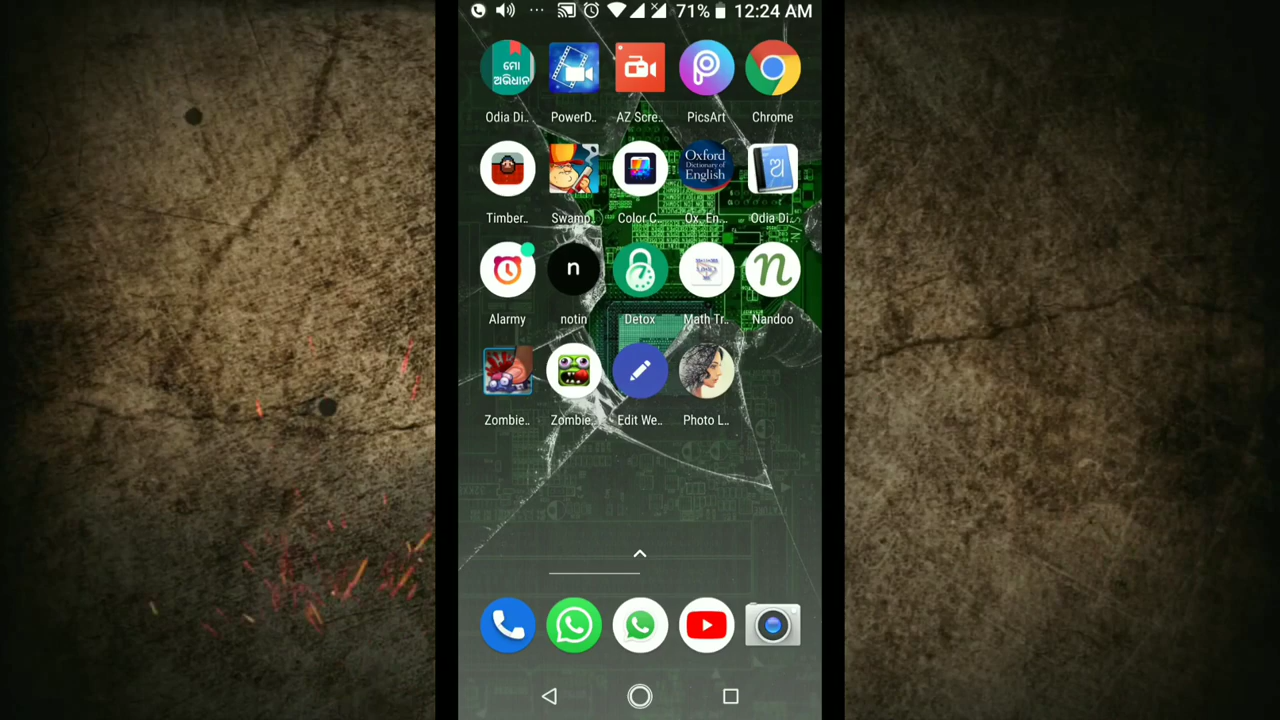 71% 12:24 AM
ମୋ
ଅଭିଧାନ
Odia Di.. PowerD.. AZ Scre.. PicsArt Chrome
Oxford
Dictionary of
English
ଅ
Timber.. Swamp.. Color C.. Ox. En... Odia Di..
n
n
Alarmy notin Detox Math Tr.. Nandoo
Zombie.. Zombie.. Edit We.. Photo L..